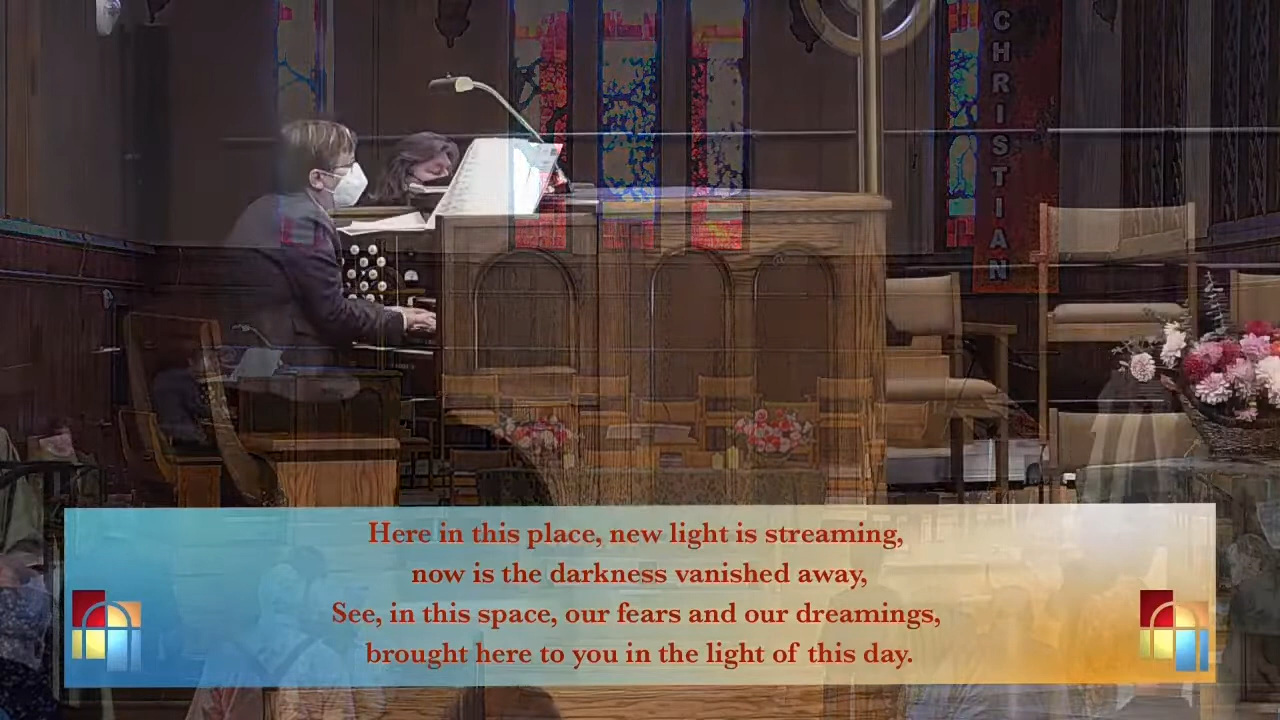 CHRISTIAN
Here in this place, new light is streaming,
now is the darkness vanished away,
See, in this space, our fears and our dreamings,
brought here to you in the light of this day.